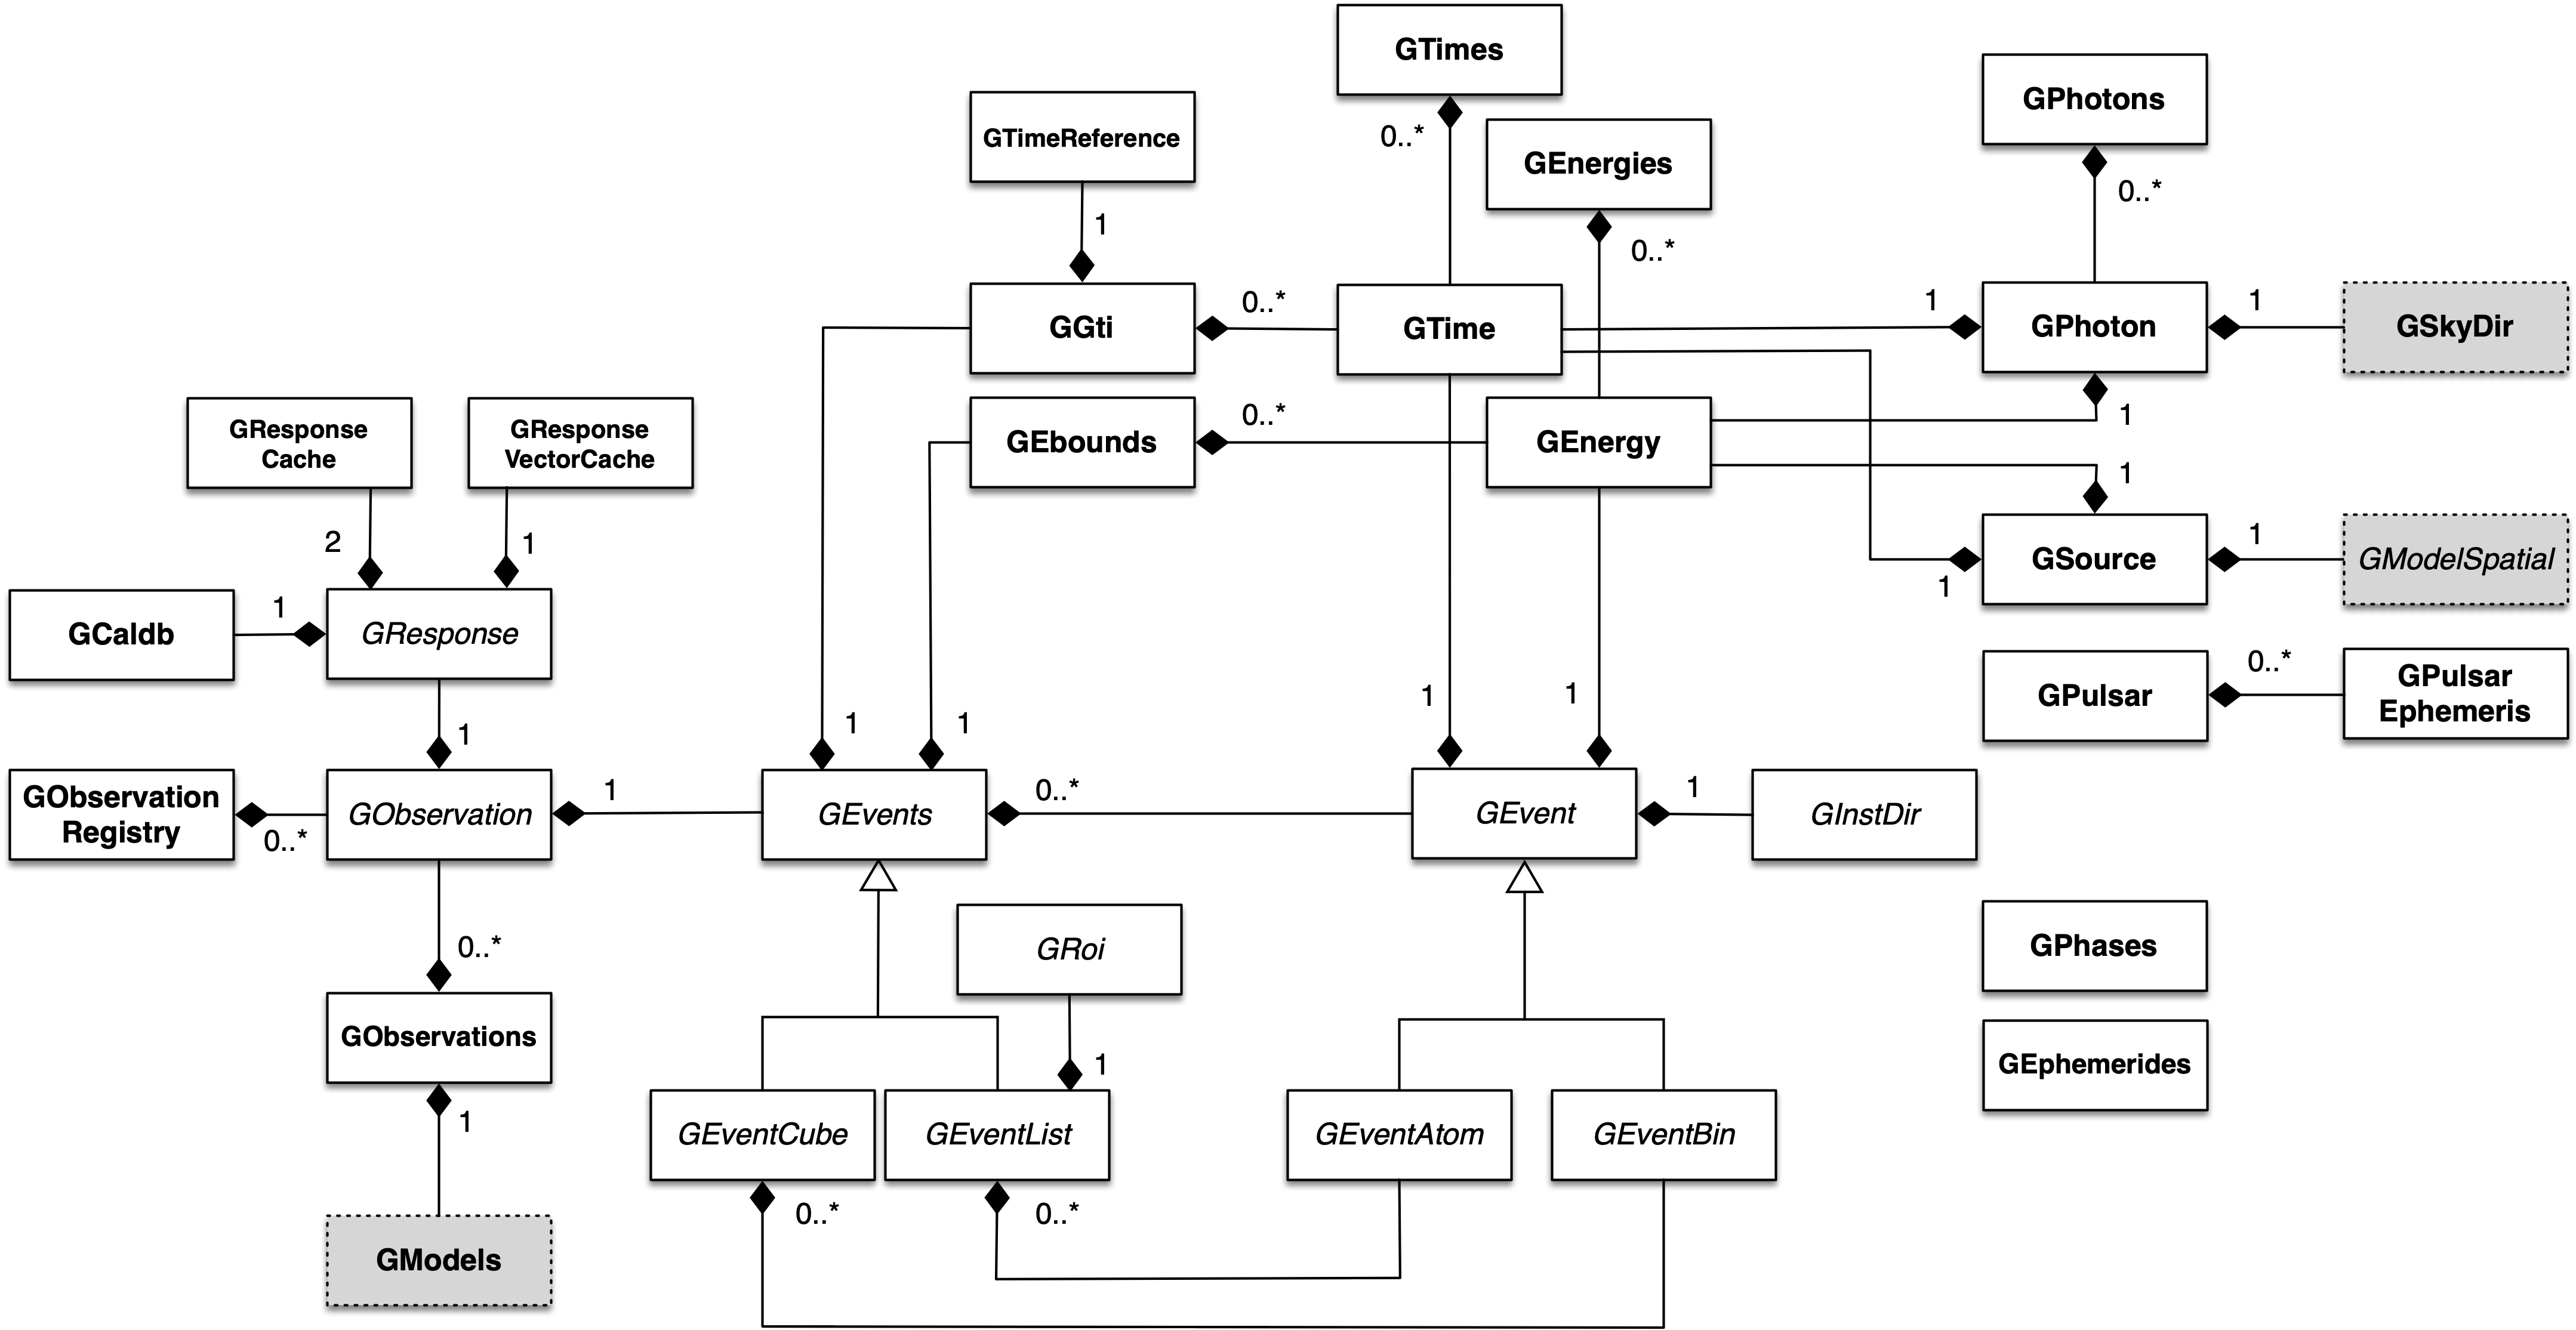 GTimes
GPhotons
GTimeReference
0..*
GEnergies
0..*
1
0..*
GGti
0..*
GTime
1
GPhoton
1
GSkyDir
GResponse
Cache
GResponse
VectorCache
GEbounds
0..*
GEnergy
1
1
2
1
GSource
1
GModelSpatial
1
GCaldb
1
GResponse
GPulsar
0..*
GPulsar
Ephemeris
1
1
1
1
1
GObservation
Registry
0..*
GObservation
1
GEvents
0..*
GEvent
1
GInstDir
0..*
GRoi
GPhases
GObservations
1
GEphemerides
1
GEventCube
GEventList
GEventAtom
GEventBin
0..*
0..*
GModels